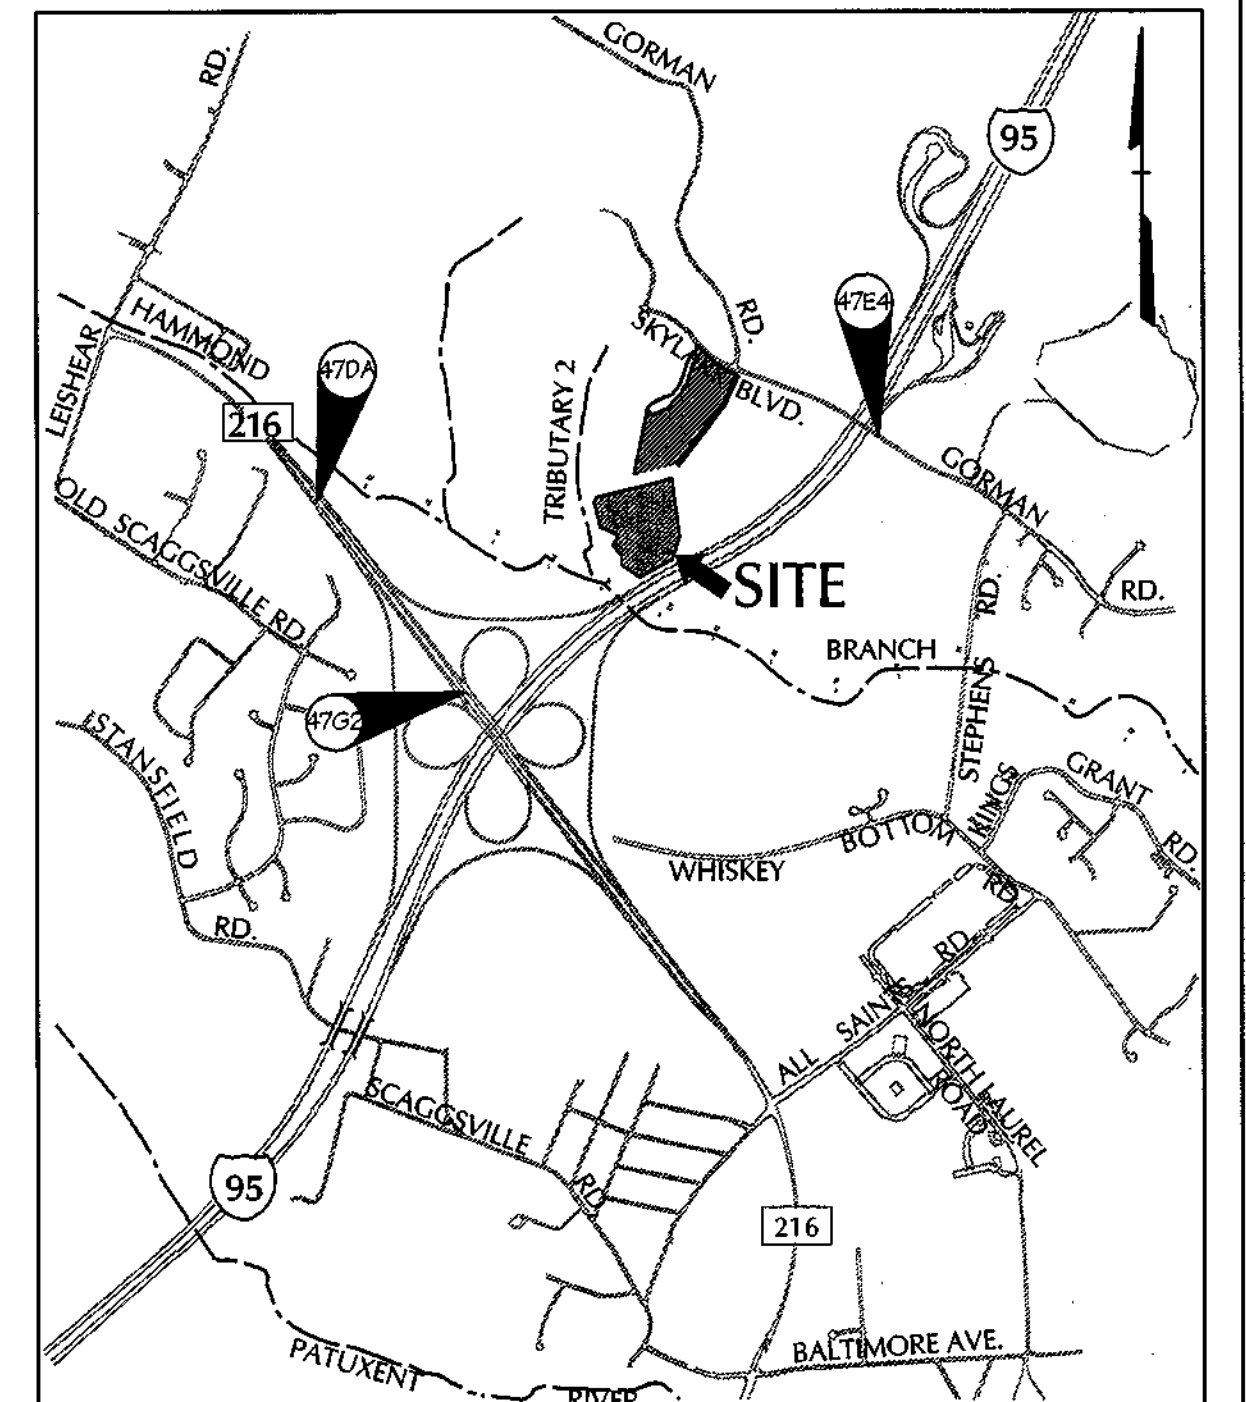 GORMAN
RD.
95
HAMMOND
SKYLARK
RD.
47E4
LEISHEAR
47DA
216
TRIBUTARY 2
BLVD.
GORMAN
OLD SCAGGSVILLE RD.
SITE
RD.
RD.
BRANCH
47G2
STEPHENS
STANSFIELD
KINGS
GRANT
BOTTOM
WHISKEY
RD.
RD.
RD.
RD.
SAINTS
ALL
NORTH LAUREL
ROAD
SCAGGSVILLE
95
RD.
216
BALTIMORE AVE.
PATUXENT
RIVER